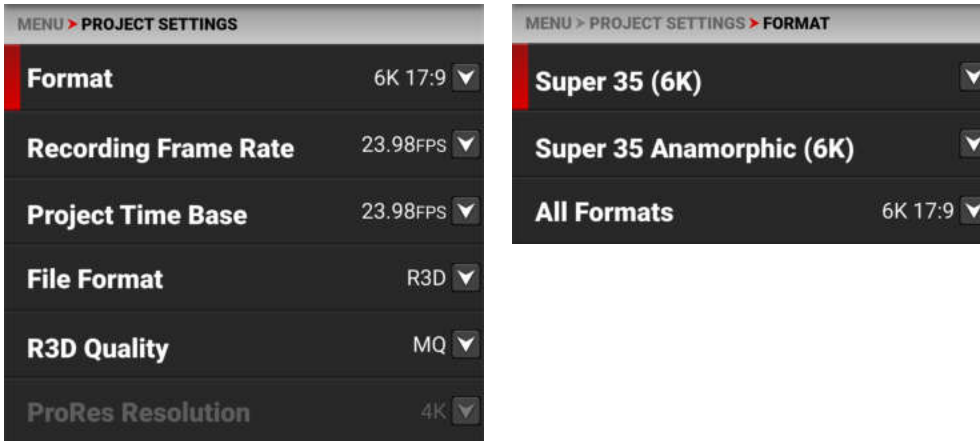 MENU > PROJECT SETTINGS
Format 6K 17:9
Recording Frame Rate 23.98FPS
Project Time Base 23.98FPS
File Format R3D
R3D Quality MQ
ProRes Resolution 4K
MENU > PROJECT SETTINGS > FORMAT
Super 35 (6K)
Super 35 Anamorphic (6K)
All Formats 6K 17:9